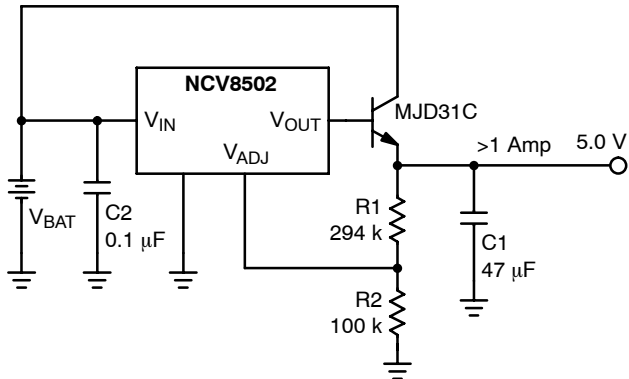 NCV8502
MJD31C
V_IN
V_OUT
V_ADJ
>1 Amp
5.0 V
V_BAT
C2
0.1 μF
R1
294 k
C1
47 μF
R2
100 k